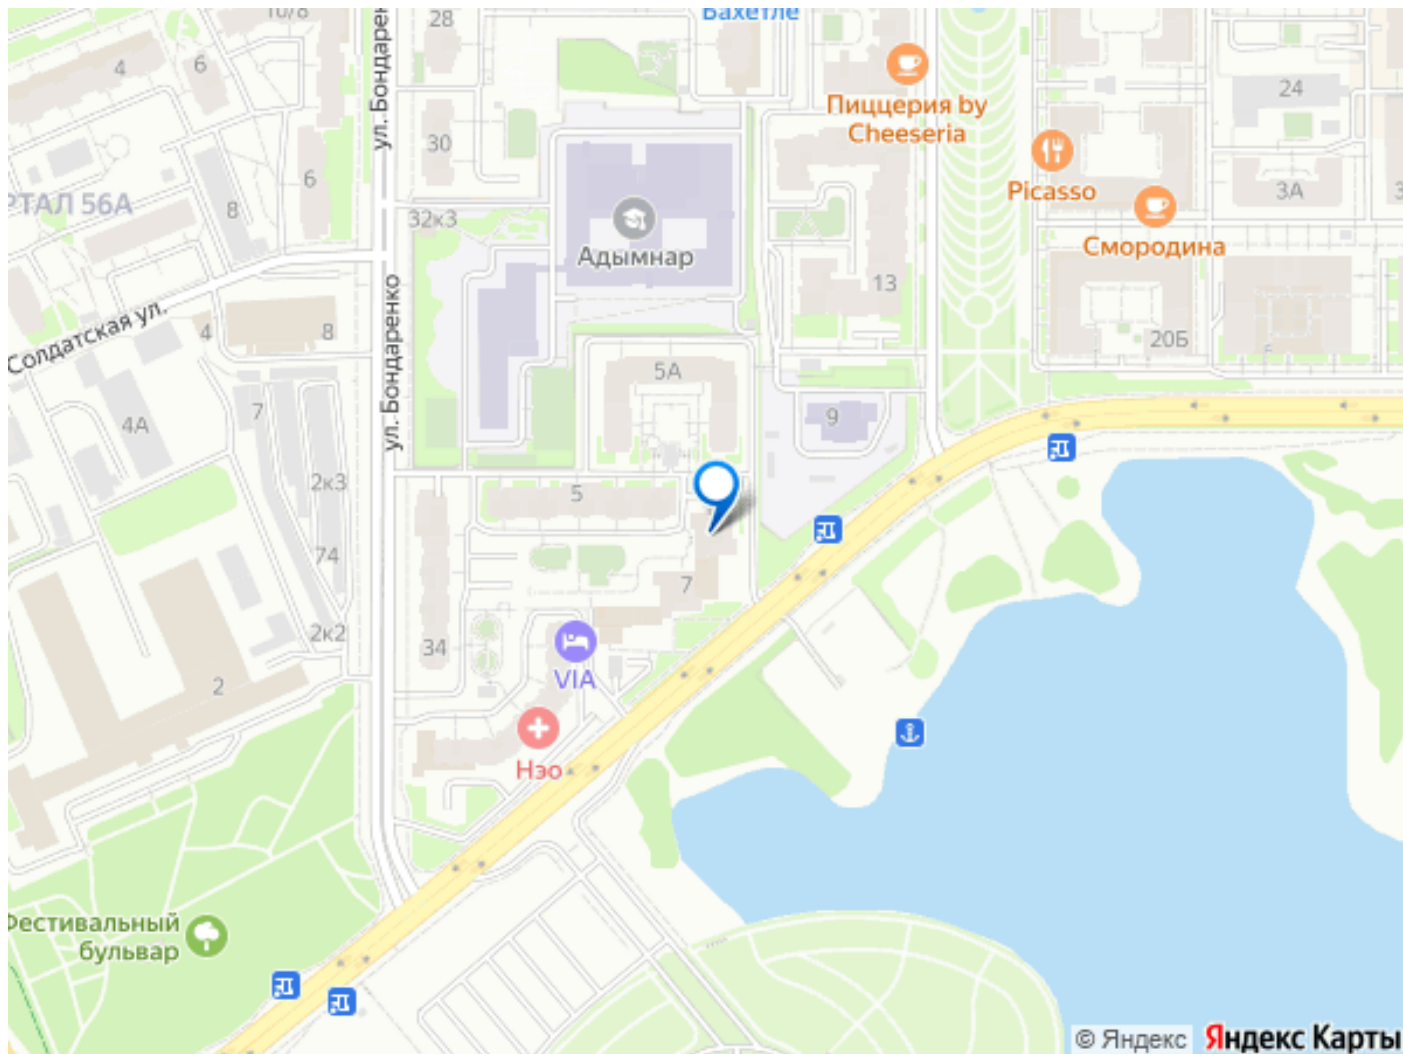 10/8
28
Бахетле
4
6
ул. Бондаренко
Пиццерия by
Cheeseria
24
30
Picasso
6
3А
РТАЛ 56А
8
32к3
Адымнар
Смородина
13
Солдатская ул.
4
8
ул. Бондаренко
20Б
5А
7
4А
9
2к3
5
74
7
2к2
34
VIA
2
Нэо
Фестивальный
бульвар
© Яндекс
Яндекс Карты